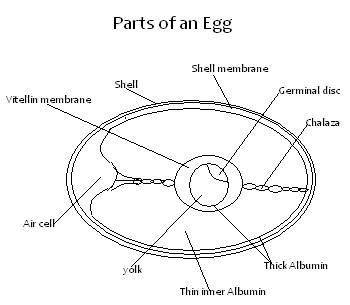 Parts of an Egg
Shell membrane
Shell
Germinal disc
Vitellin membrane
Chalaza
Air cell
yolk
Thick Albumin
Thin inner Albumin